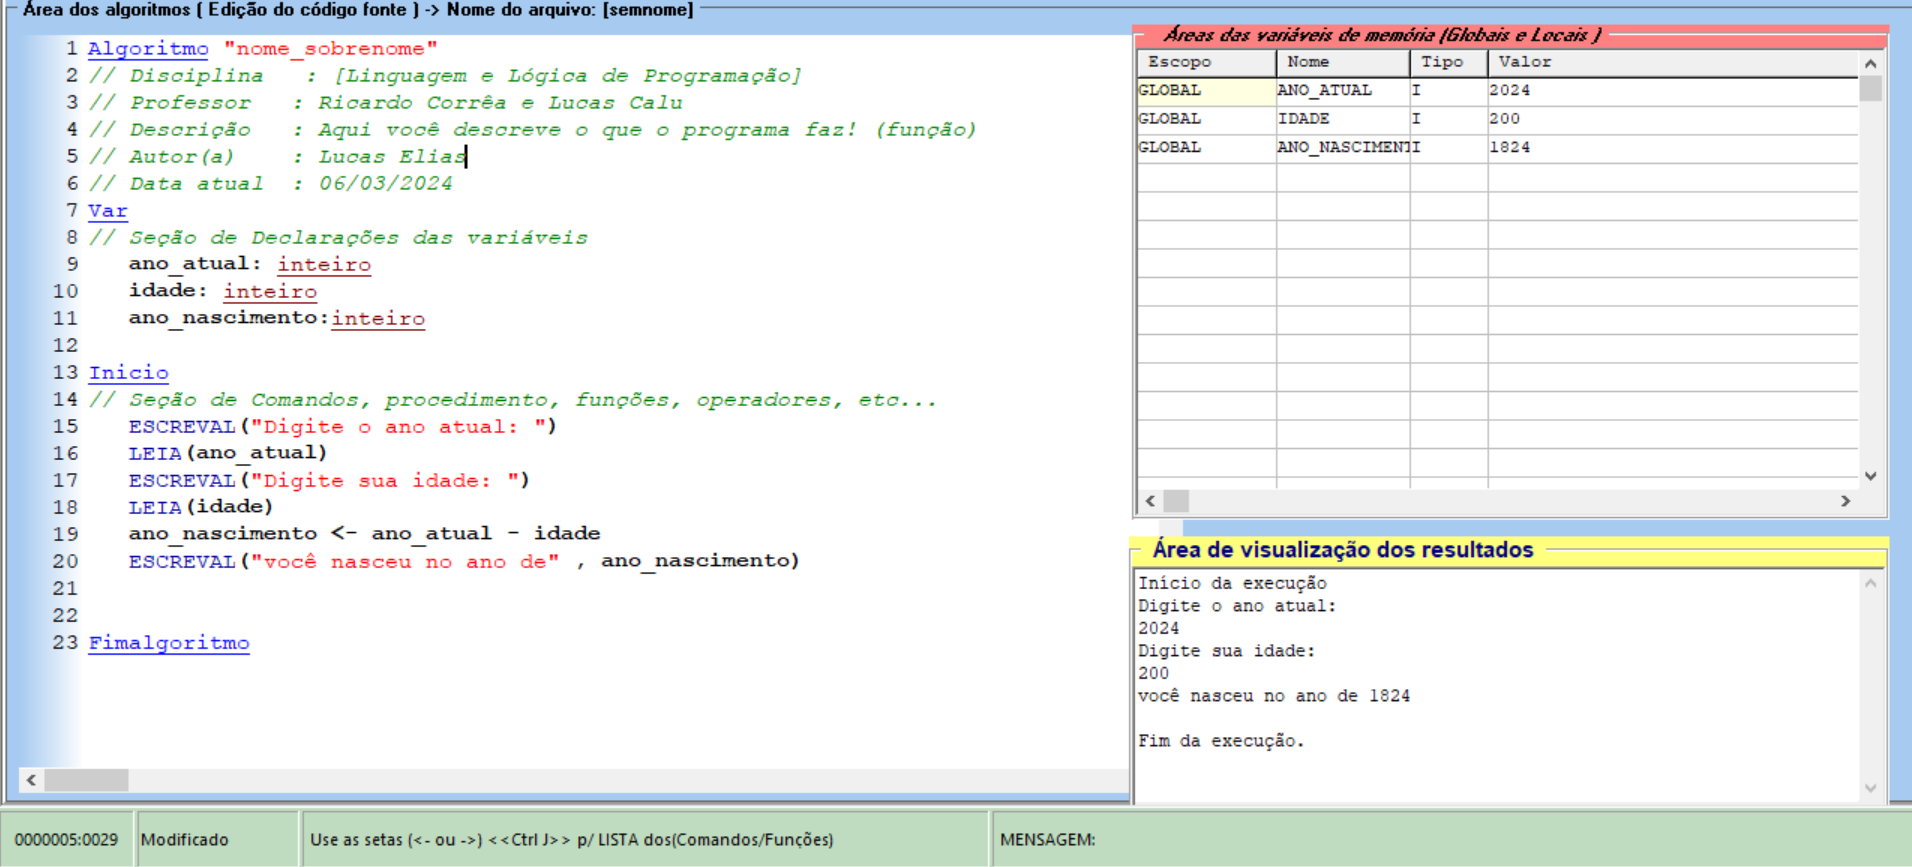 Área dos algoritmos ( Edição do código fonte ) -> Nome do arquivo: [semnome]
1 Algoritmo "nome_sobrenome"
2 // Disciplina   : [Linguagem e Lógica de Programação]
3 // Professor   : Ricardo Corrêa e Lucas Calu
4 // Descrição   : Aqui você descreve o que o programa faz! (função)
5 // Autor(a)    : Lucas Elias
6 // Data atual  : 06/03/2024
7 Var
8 // Seção de Declarações das variáveis
9    ano_atual: inteiro
10    idade: inteiro
11    ano_nascimento:inteiro
12
13 Inicio
14 // Seção de Comandos, procedimento, funções, operadores, etc...
15    ESCREVAL("Digite o ano atual: ")
16    LEIA(ano_atual)
17    ESCREVAL("Digite sua idade: ")
18    LEIA(idade)
19    ano_nascimento <- ano_atual - idade
20    ESCREVAL("você nasceu no ano de" , ano_nascimento)
21
22
23 Fimalgoritmo
Áreas das variáveis de memória (Globais e Locais )
Escopo Nome Tipo Valor
GLOBAL ANO_ATUAL I 2024
GLOBAL IDADE I 200
GLOBAL ANO_NASCIMENT I 1824
Área de visualização dos resultados
Início da execução
Digite o ano atual:
2024
Digite sua idade:
200
você nasceu no ano de 1824
Fim da execução.
0000005:0029 Modificado Use as setas (<- ou ->) <<Ctrl J>> p/ LISTA dos(Comandos/Funções) MENSAGEM: